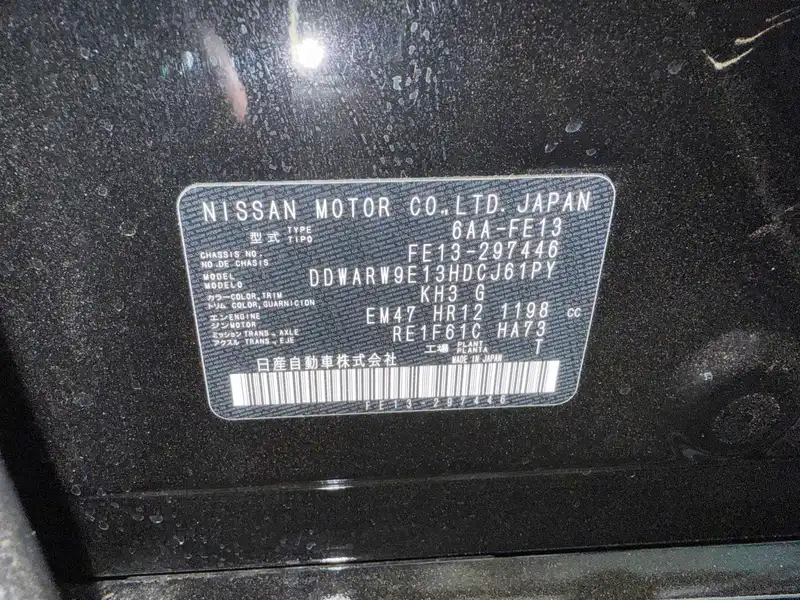 NISSAN MOTOR CO.,LTD. JAPAN
型式 TYPE TIPO 6AA-FE13
CHASSIS NO. NO.DE CHASIS FE13-297446
MODEL MODELO DDWARW9E13HDCJ61PY
カラー COLOR,TRIM トリム COLOR,GUARNICION KH3 G
エンジン ENGINE MOTOR EM47 HR12 1198 CC
ミッション TRANS.,AXLE アクスル TRANS.,EJE RE1F61C HA73
工場 PLANT PLANTA T
日産自動車株式会社 MADE IN JAPAN
FE13-297446